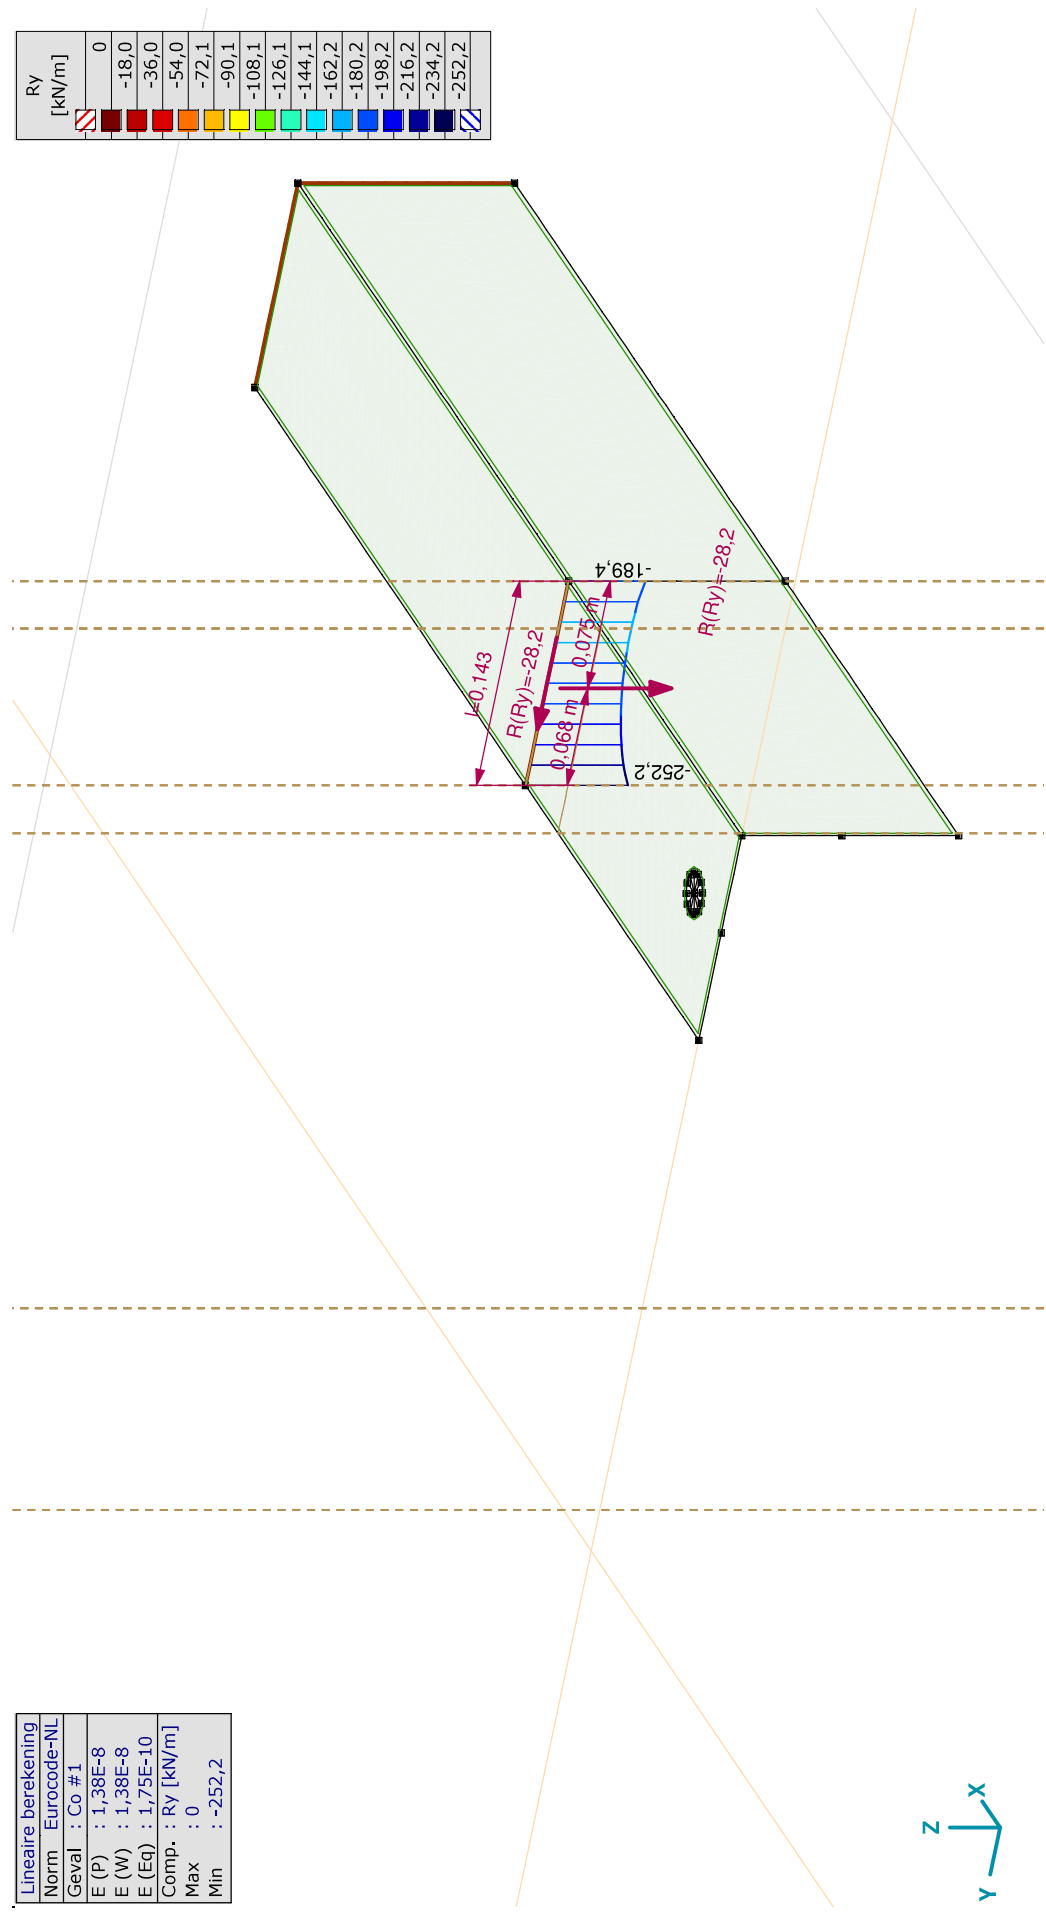 Ry
[kN/m]
0
-18,0
-36,0
-54,0
-72,1
-90,1
-108,1
-126,1
-144,1
-162,2
-180,2
-198,2
-216,2
-234,2
-252,2
-189,4
R(Ry)=-28,2
l=0,143
R(Ry)=-28,2
0,075 m
0,068 m
-252,2
Lineaire berekening
Norm Eurocode-NL
Geval : Co #1
E (P) : 1,38E-8
E (W) : 1,38E-8
E (Eq) : 1,75E-10
Comp. : Ry [kN/m]
Max : 0
Min : -252,2
X
Z
Y